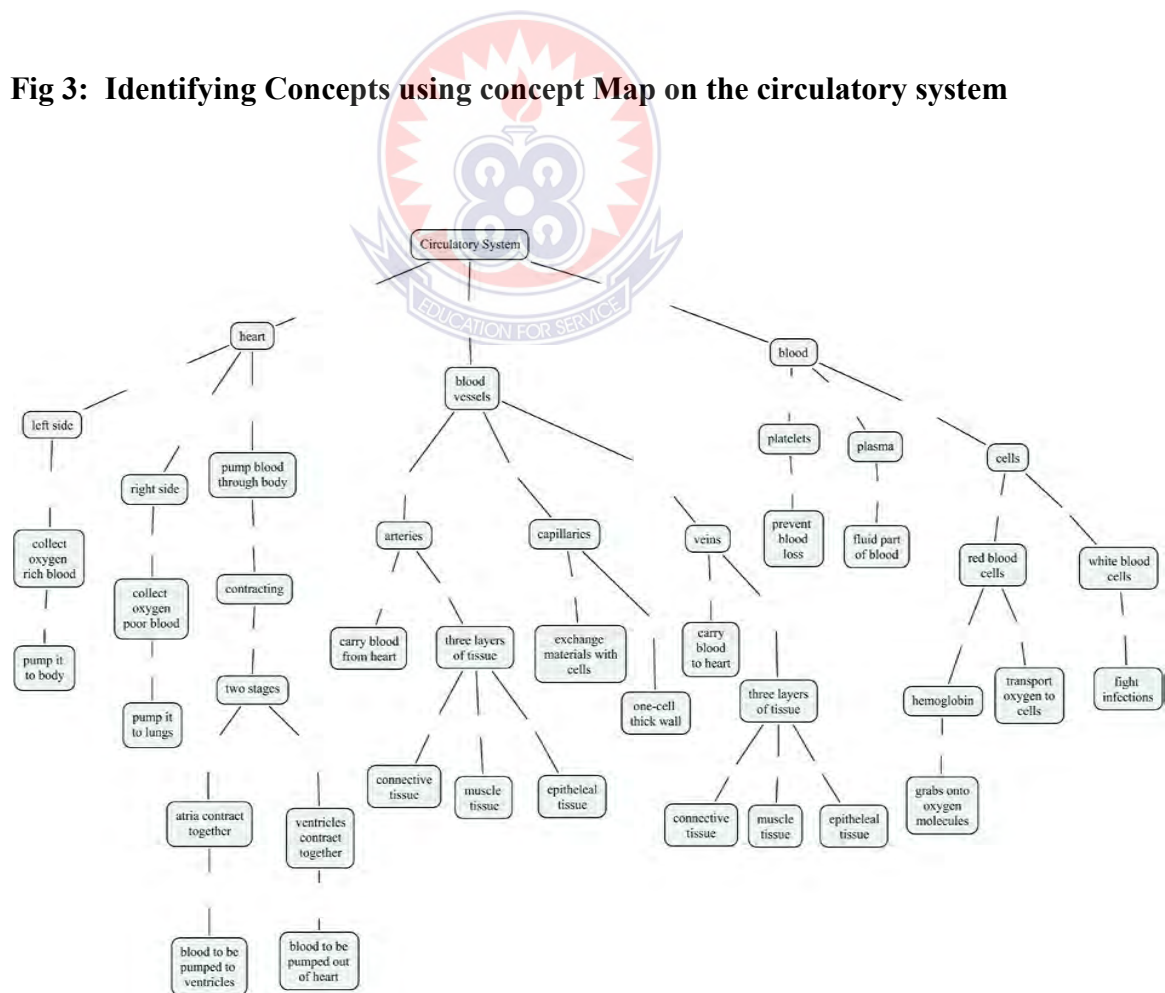 Fig 3: Identifying Concepts using concept Map on the circulatory system
EDUCATION FOR SERVICE
Circulatory System
heart
blood
vessels
blood
left side
right side
pump blood
through body
arteries
capillaries
veins
platelets
plasma
cells
collect
oxygen
rich blood
collect
oxygen
poor blood
contracting
prevent
blood
loss
fluid part
of blood
red blood
cells
white blood
cells
pump it
to body
pump it
to lungs
two stages
carry blood
from heart
three layers
of tissue
exchange
materials with
cells
one-cell
thick wall
carry
blood
to heart
three layers
of tissue
hemoglobin
transport
oxygen to
cells
fight
infections
connective
tissue
muscle
tissue
epitheleal
tissue
connective
tissue
muscle
tissue
epitheleal
tissue
grabs onto
oxygen
molecules
atria contract
together
ventricles
contract
together
blood to be
pumped to
ventricles
blood to be
pumped out
of heart